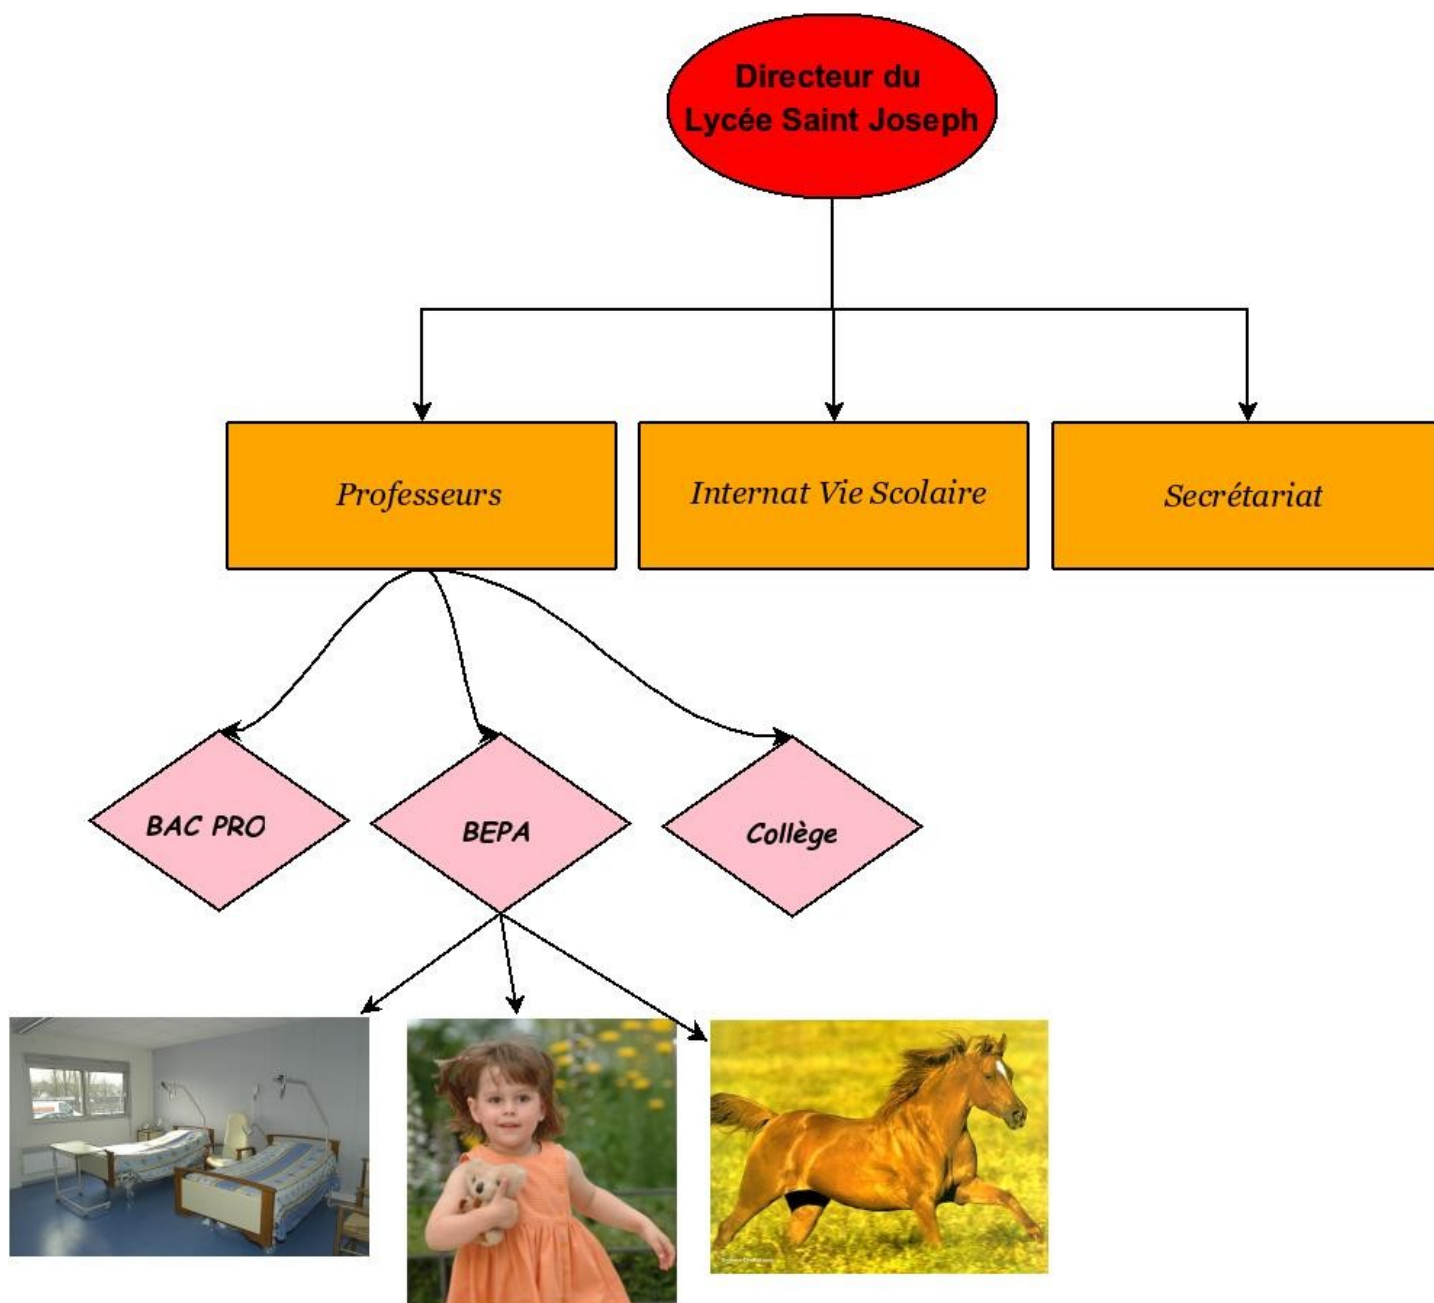 Directeur du
Lycée Saint Joseph
Professeurs
Internat Vie Scolaire
Secrétariat
BAC PRO
BEPA
Collège